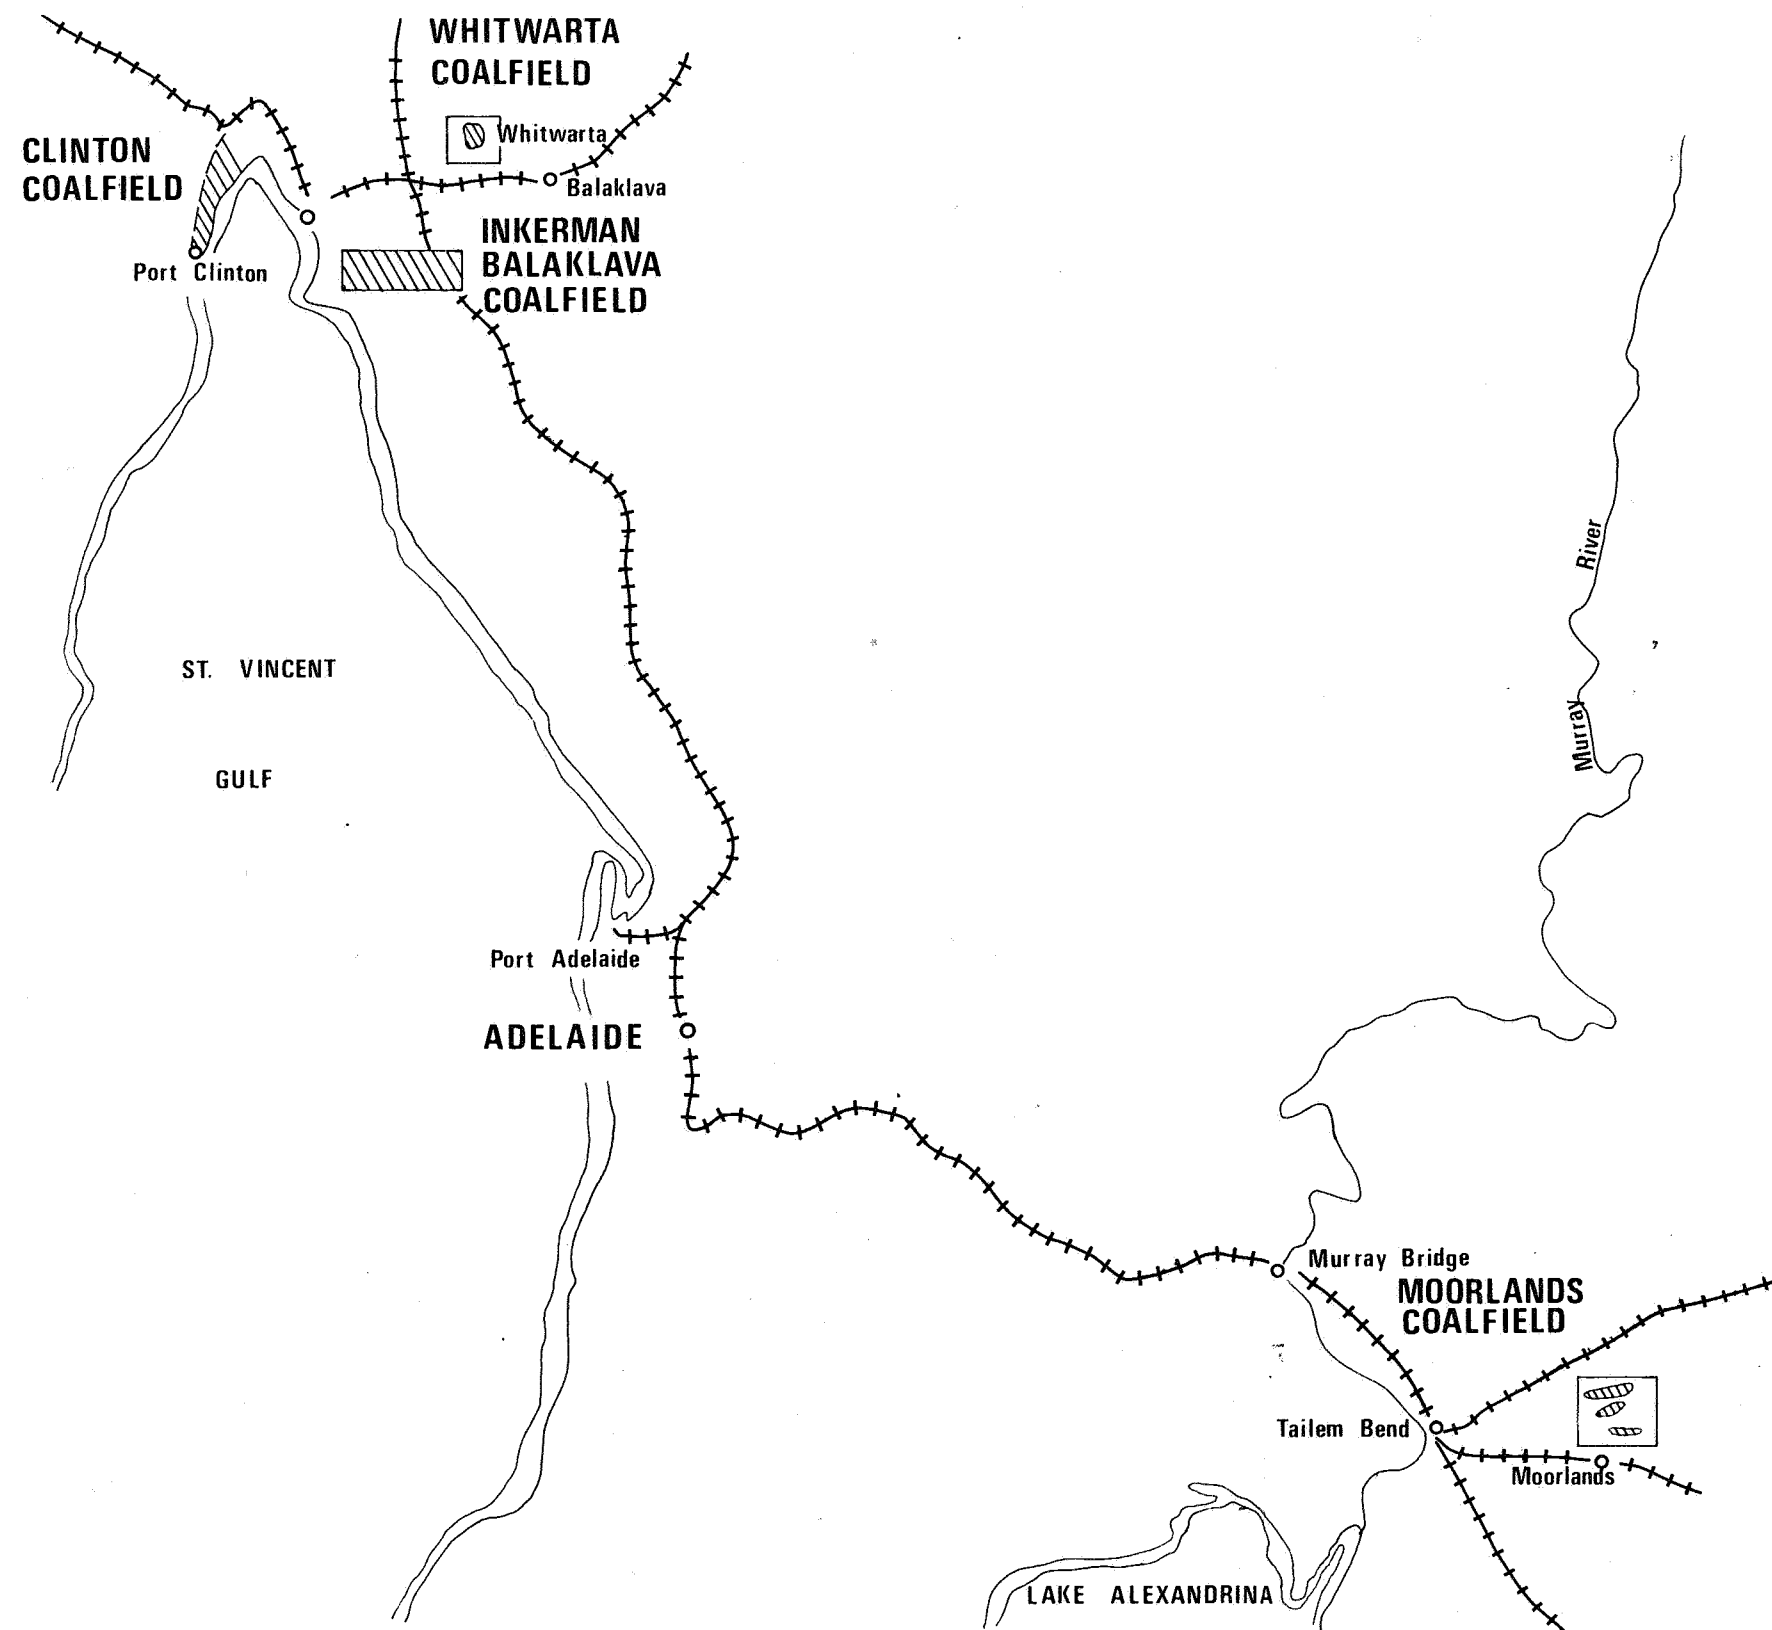 WHITWARTA
COALFIELD
Whitwarta
CLINTON
COALFIELD
Balaklava
INKERMAN
BALAKLAVA
COALFIELD
Port Clinton
River
Murray
ST. VINCENT
GULF
Port Adelaide
ADELAIDE
Murray Bridge
MOORLANDS
COALFIELD
Tailem Bend
Moorlands
LAKE ALEXANDRINA